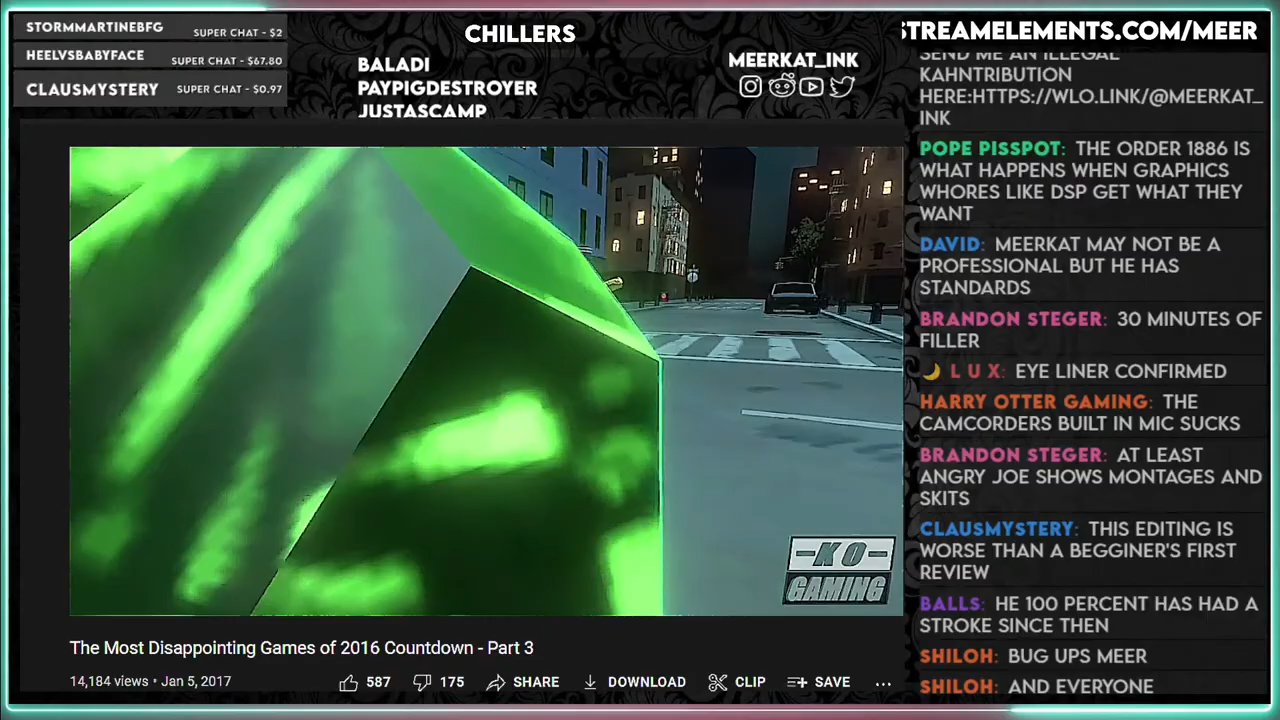 STORMMARTINEBFG SUPER CHAT - $2
HEELVSBABYFACE SUPER CHAT - $67.80
CLAUSMYSTERY SUPER CHAT - $0.97
CHILLERS
BALADI
PAYPIGDESTROYER
JUSTASCAMP
MEERKAT_INK
STREAMELEMENTS.COM/MEER
SEND ME AN ILLEGAL
KAHNTRIBUTION
HERE:HTTPS://WLO.LINK/@MEERKAT_
INK
POPE PISSPOT: THE ORDER 1886 IS
WHAT HAPPENS WHEN GRAPHICS
WHORES LIKE DSP GET WHAT THEY
WANT
DAVID: MEERKAT MAY NOT BE A
PROFESSIONAL BUT HE HAS
STANDARDS
BRANDON STEGER: 30 MINUTES OF
FILLER
🌙 L U X: EYE LINER CONFIRMED
HARRY OTTER GAMING: THE
CAMCORDERS BUILT IN MIC SUCKS
BRANDON STEGER: AT LEAST
ANGRY JOE SHOWS MONTAGES AND
SKITS
CLAUSMYSTERY: THIS EDITING IS
WORSE THAN A BEGGINER'S FIRST
REVIEW
BALLS: HE 100 PERCENT HAS HAD A
STROKE SINCE THEN
SHILOH: BUG UPS MEER
SHILOH: AND EVERYONE
-KO-
GAMING
The Most Disappointing Games of 2016 Countdown - Part 3
14,184 views • Jan 5, 2017
587 175 SHARE DOWNLOAD CLIP SAVE ...